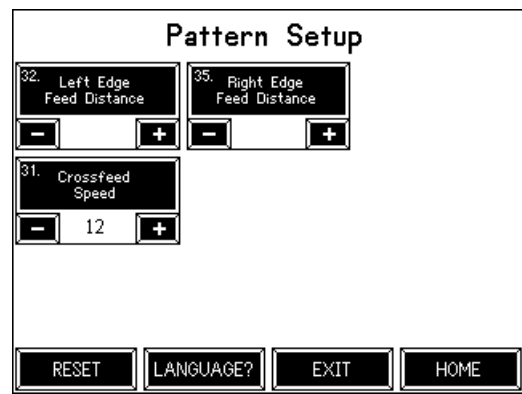 Pattern Setup
32. Left Edge
Feed Distance
35. Right Edge
Feed Distance
- +
- +
31. Crossfeed
Speed
- 12 +
RESET LANGUAGE? EXIT HOME